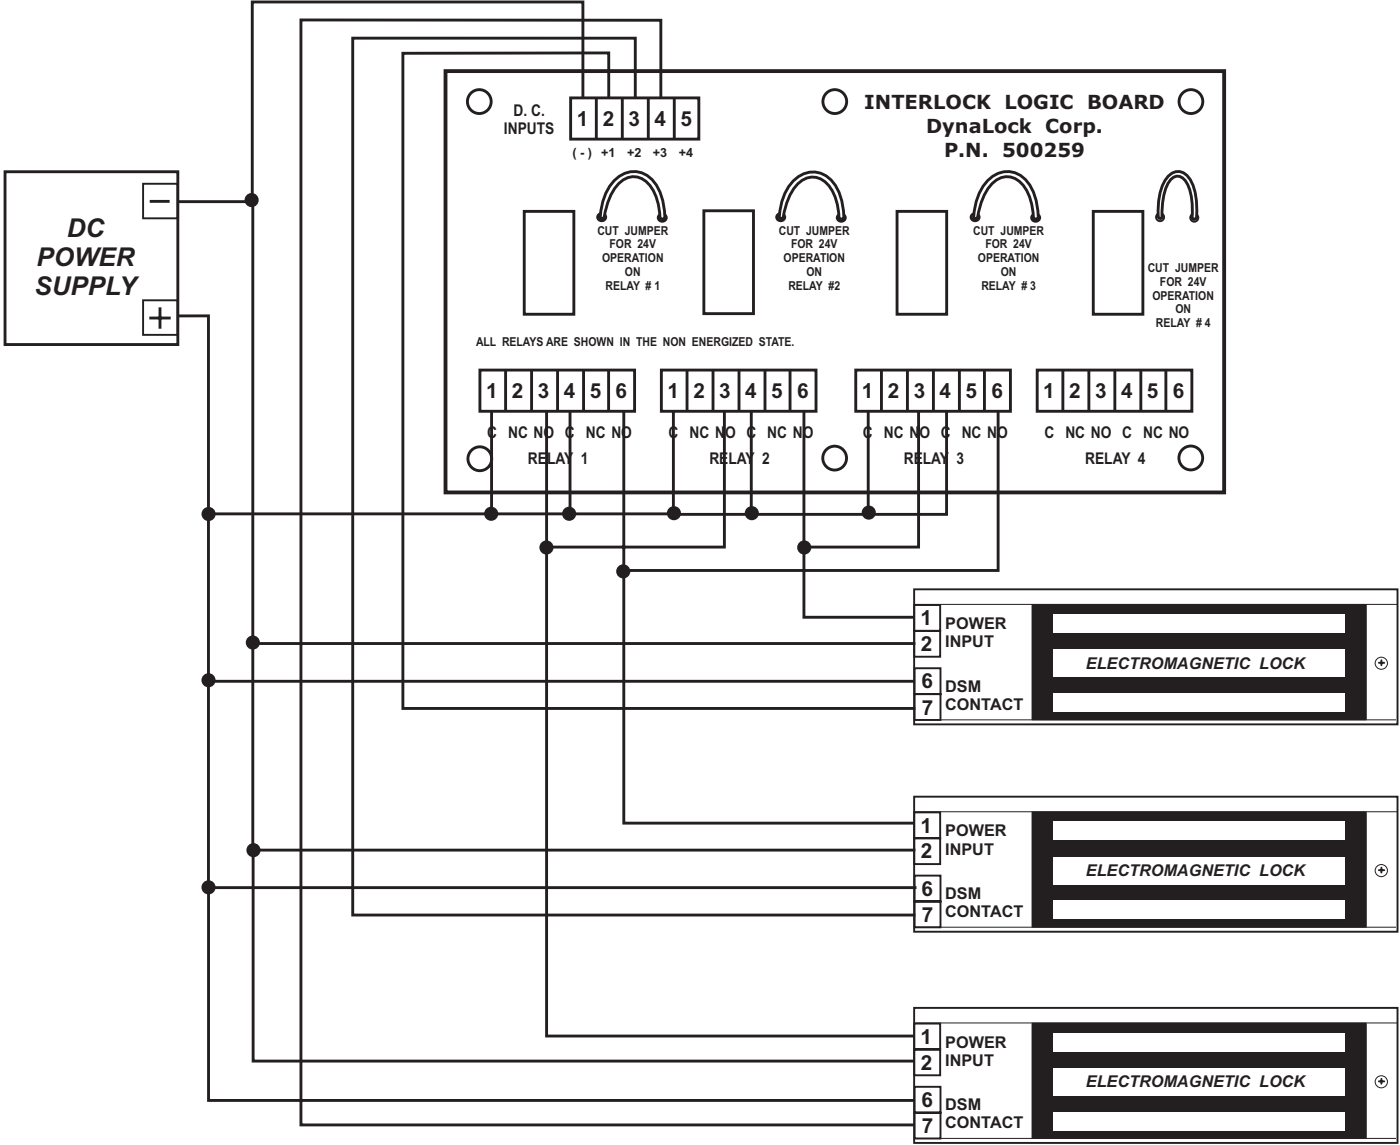 D. C.
INPUTS
1 2 3 4 5
(-) +1 +2 +3 +4
INTERLOCK LOGIC BOARD
DynaLock Corp.
P.N. 500259
DC
POWER
SUPPLY
−
+
CUT JUMPER
FOR 24V
OPERATION
ON
RELAY # 1
CUT JUMPER
FOR 24V
OPERATION
ON
RELAY #2
CUT JUMPER
FOR 24V
OPERATION
ON
RELAY # 3
CUT JUMPER
FOR 24V
OPERATION
ON
RELAY # 4
ALL RELAYS ARE SHOWN IN THE NON ENERGIZED STATE.
1 2 3 4 5 6
C NC NO C NC NO
RELAY 1
1 2 3 4 5 6
C NC NO C NC NO
RELAY 2
1 2 3 4 5 6
C NC NO C NC NO
RELAY 3
1 2 3 4 5 6
C NC NO C NC NO
RELAY 4
1
2
POWER
INPUT
6
7
DSM
CONTACT
ELECTROMAGNETIC LOCK
1
2
POWER
INPUT
6
7
DSM
CONTACT
ELECTROMAGNETIC LOCK
1
2
POWER
INPUT
6
7
DSM
CONTACT
ELECTROMAGNETIC LOCK